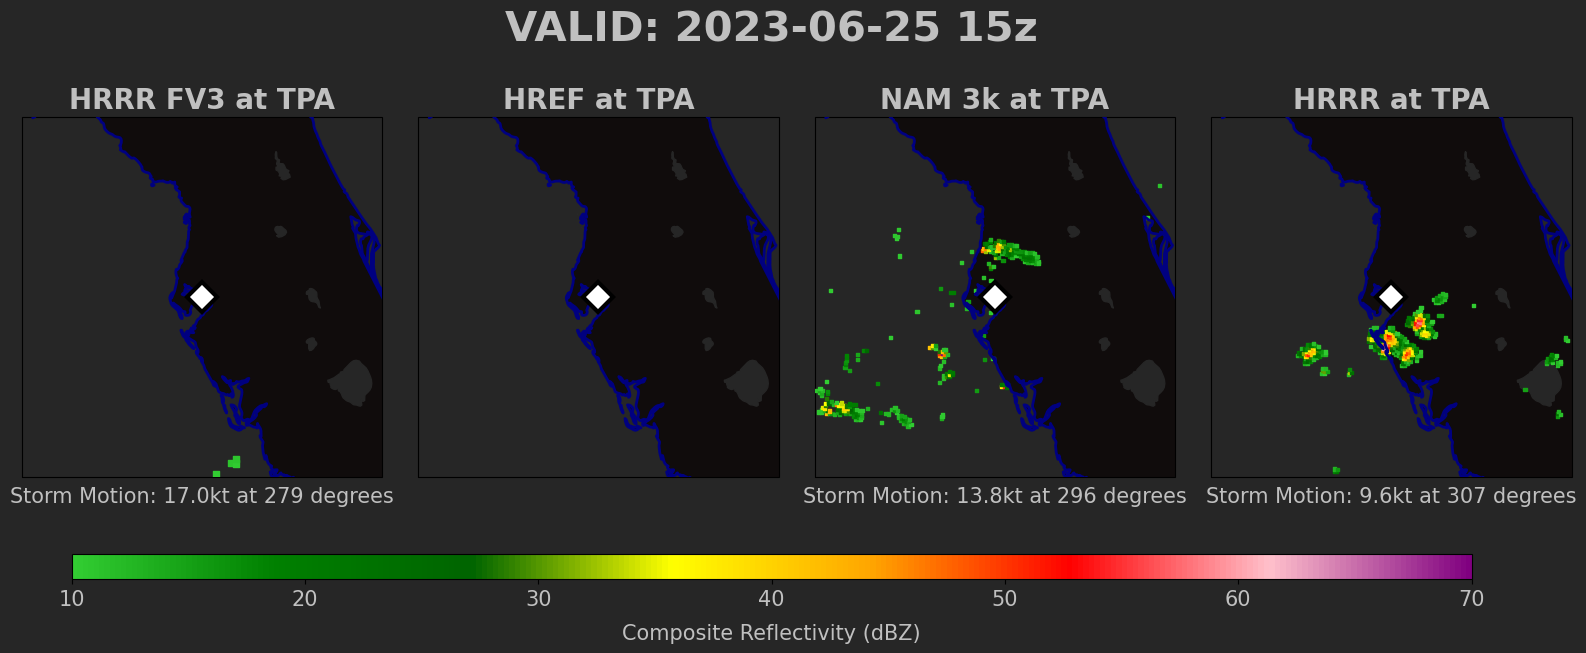 VALID: 2023-06-25 15z
HRRR FV3 at TPA
HREF at TPA
NAM 3k at TPA
HRRR at TPA
Storm Motion: 17.0kt at 279 degrees
Storm Motion: 13.8kt at 296 degrees
Storm Motion: 9.6kt at 307 degrees
10 20 30 40 50 60 70
Composite Reflectivity (dBZ)